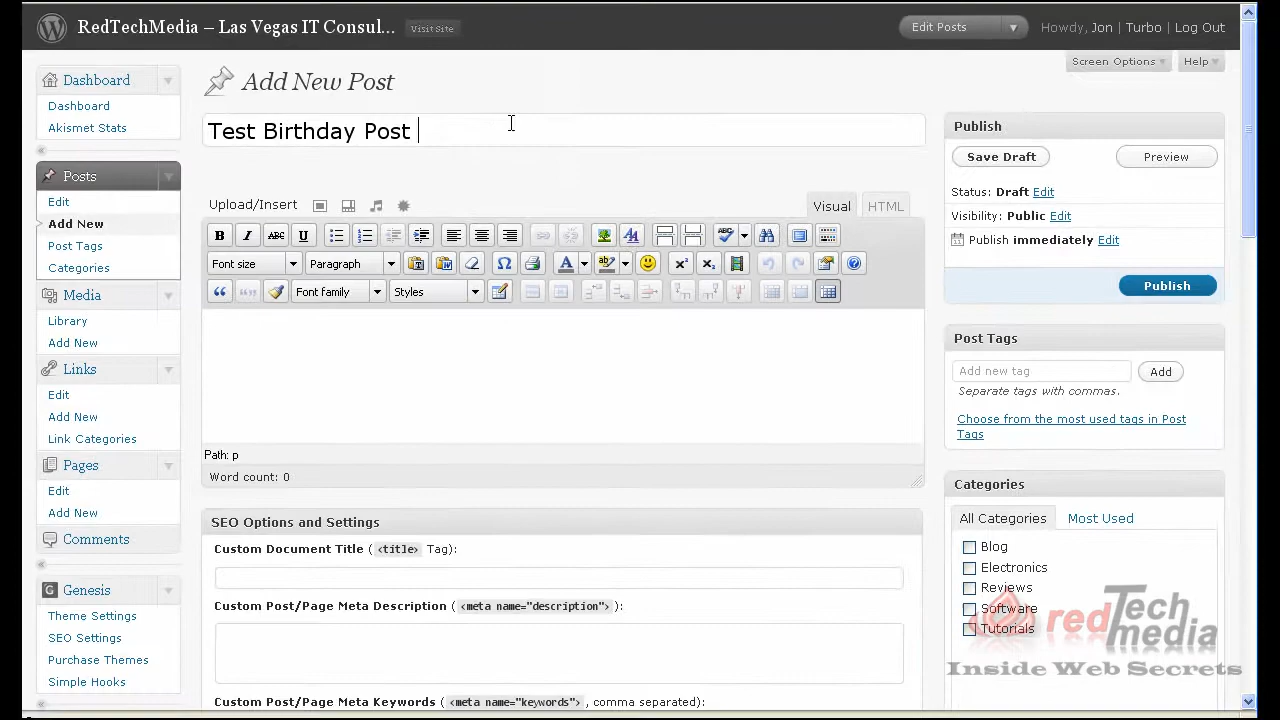 RedTechMedia – Las Vegas IT Consul... Visit Site Edit Posts Howdy, Jon | Turbo | Log Out
Screen Options Help
Dashboard
Dashboard
Akismet Stats
Posts
Edit
Add New
Post Tags
Categories
Media
Library
Add New
Links
Edit
Add New
Link Categories
Pages
Edit
Add New
Comments
Genesis
Theme Settings
SEO Settings
Purchase Themes
Simple Hooks
Add New Post
Test Birthday Post
Upload/Insert Visual HTML
B I ABC U ABC
Font size Paragraph A ab
Font family Styles
Path: p
Word count: 0
SEO Options and Settings
Custom Document Title ( <title> Tag):
Custom Post/Page Meta Description ( <meta name="description"> ):
Custom Post/Page Meta Keywords ( <meta name="keywords"> , comma separated):
Publish
Save Draft Preview
Status: Draft Edit
Visibility: Public Edit
Publish immediately Edit
Publish
Post Tags
Add new tag Add
Separate tags with commas.
Choose from the most used tags in Post
Tags
Categories
All Categories Most Used
Blog
Electronics
Reviews
Software
Tutorials
redTech
media
Inside Web Secrets